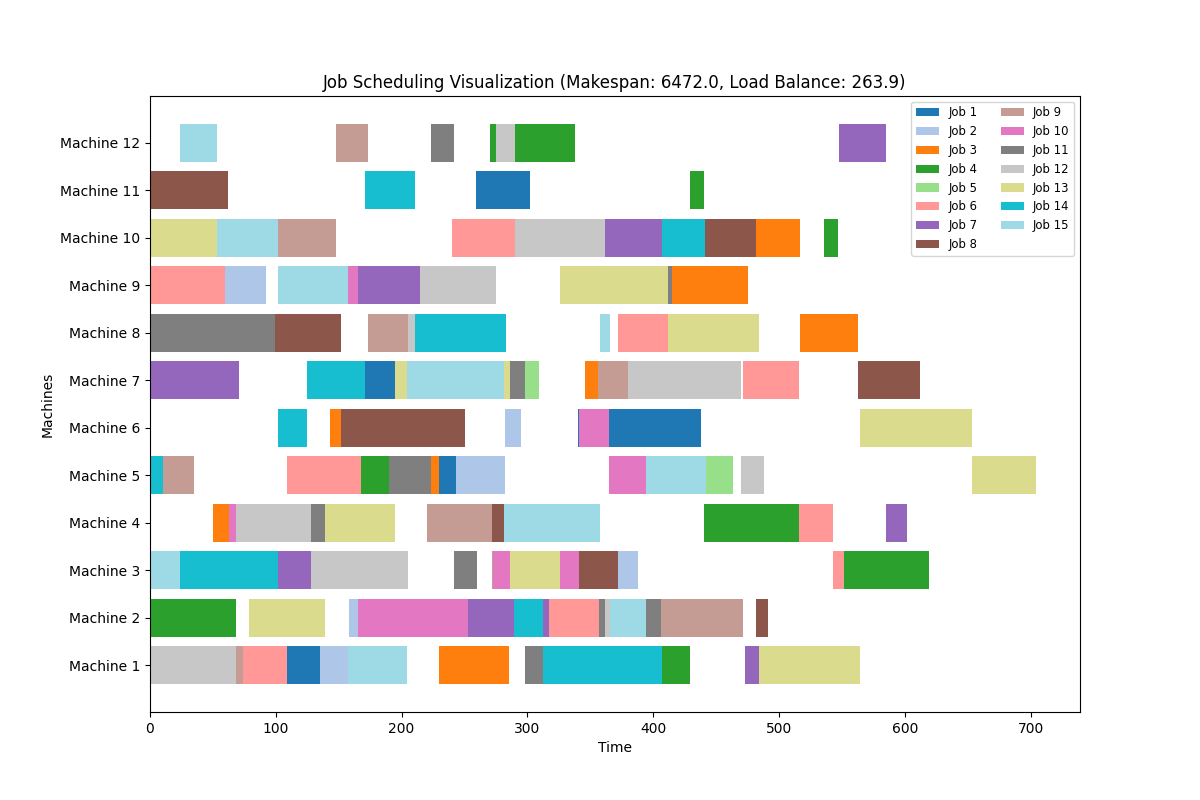 Job Scheduling Visualization (Makespan: 6472.0, Load Balance: 263.9)
Machine 12
Machine 11
Machine 10
Machine 9
Machine 8
Machine 7
Machine 6
Machine 5
Machine 4
Machine 3
Machine 2
Machine 1
Machines
0 100 200 300 400 500 600 700
Time
Job 1
Job 2
Job 3
Job 4
Job 5
Job 6
Job 7
Job 8
Job 9
Job 10
Job 11
Job 12
Job 13
Job 14
Job 15